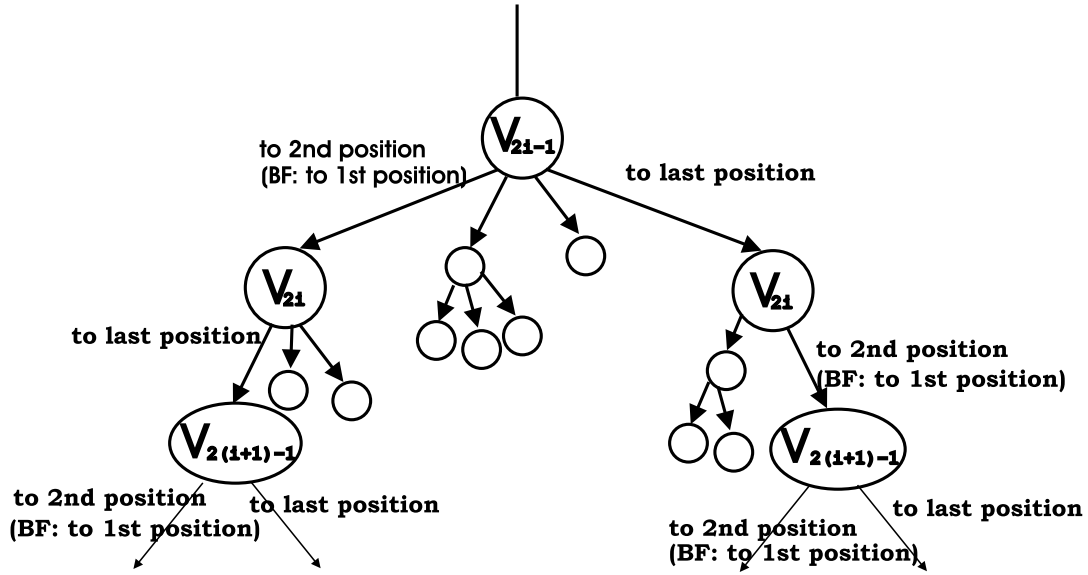 V2i-1
to 2nd position
(BF: to 1st position)
to last position
V2i
V2i
to last position
to 2nd position
(BF: to 1st position)
V2(i+1)-1
V2(i+1)-1
to 2nd position
(BF: to 1st position)
to last position
to 2nd position
(BF: to 1st position)
to last position